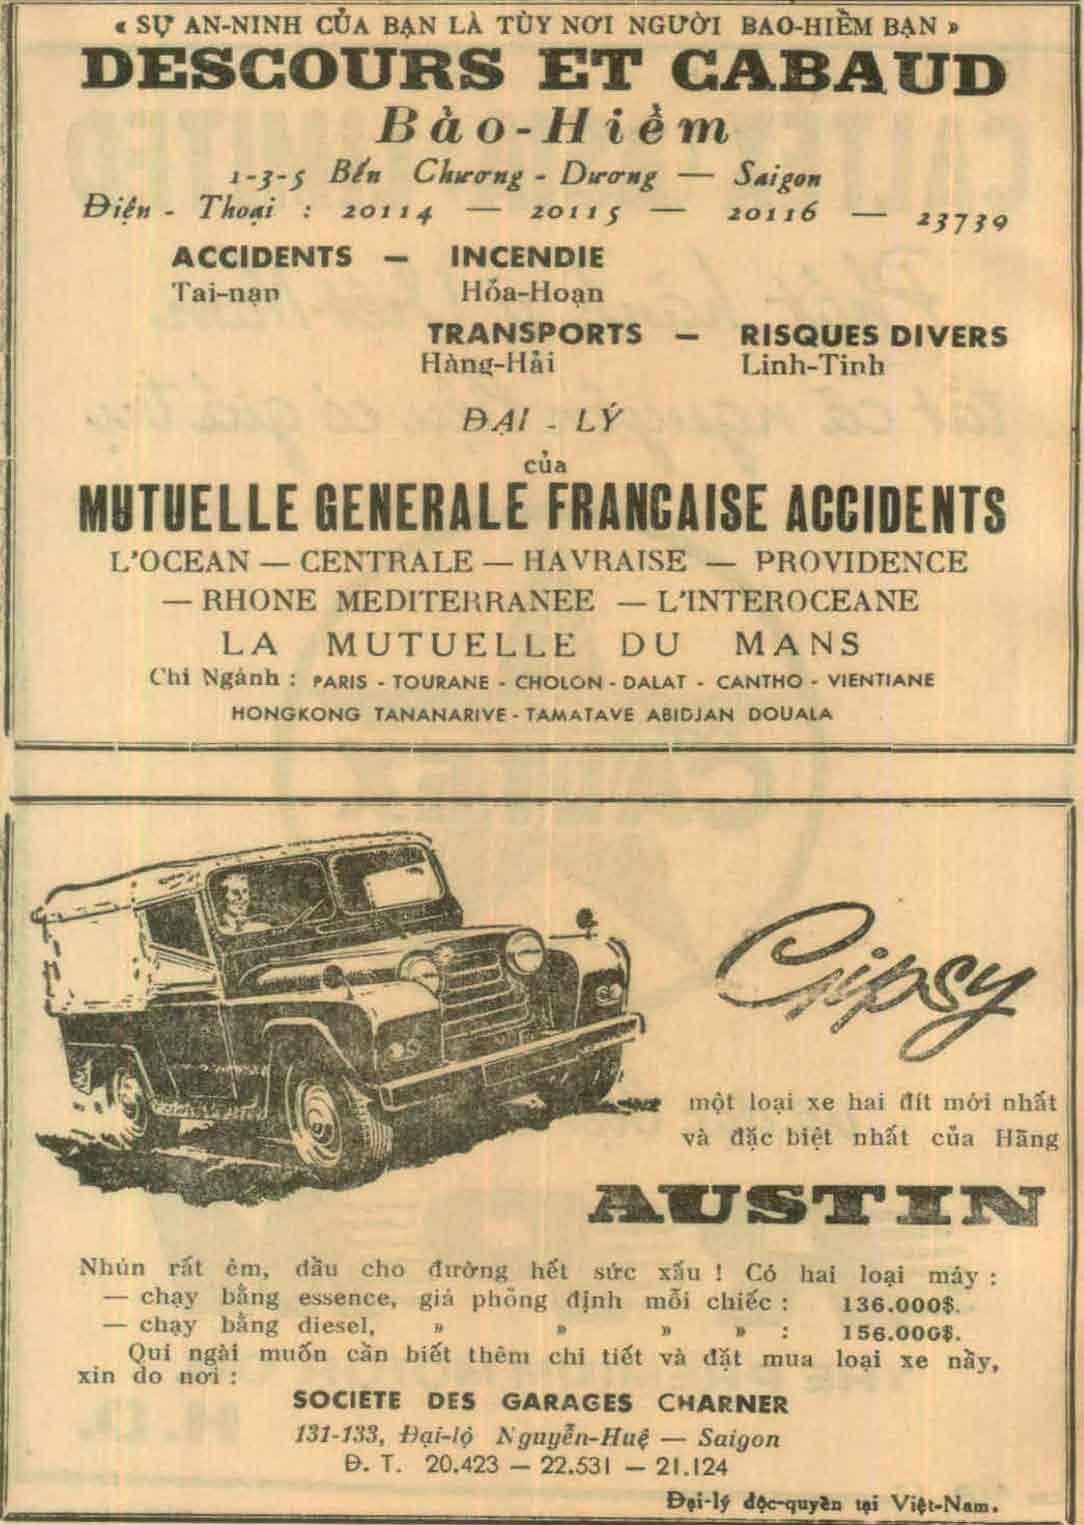 « SỰ AN-NINH CỦA BẠN LÀ TÙY NƠI NGƯỜI BAO-HIỂM BẠN »
DESCOURS ET CABAUD
Bảo-Hiểm
1-3-5 Bến Chương - Dương — Saigon
Điện - Thoại : 20114 — 20115 — 20116 — 23739
ACCIDENTS — INCENDIE
Tai-nạn Hỏa-Hoạn
TRANSPORTS — RISQUES DIVERS
Hàng-Hải Linh-Tinh
ĐẠI - LÝ
của
MUTUELLE GENERALE FRANCAISE ACCIDENTS
L'OCEAN — CENTRALE — HAVRAISE — PROVIDENCE
— RHONE MEDITERRANEE — L'INTEROCEANE
LA MUTUELLE DU MANS
Chi Ngánh : PARIS - TOURANE - CHOLON - DALAT - CANTHO - VIENTIANE
HONGKONG TANANARIVE - TAMATAVE ABIDJAN DOUALA
Gipsy
một loại xe hai đít mới nhất
và đặc biệt nhất của Hãng
AUSTIN
Nhún rất êm, dầu cho đường hết sức xấu ! Có hai loại máy :
— chạy bằng essence, giá phỏng định mỗi chiếc : 136.000$.
— chạy bằng diesel, » » » » : 156.000$.
Qui ngài muốn cần biết thêm chi tiết và đặt mua loại xe nầy,
xin do nơi :
SOCIETE DES GARAGES CHARNER
131-133, Đại-lộ Nguyễn-Huệ — Saigon
Đ. T. 20.423 — 22.531 — 21.124
Đại-lý độc-quyền tại Việt-Nam.